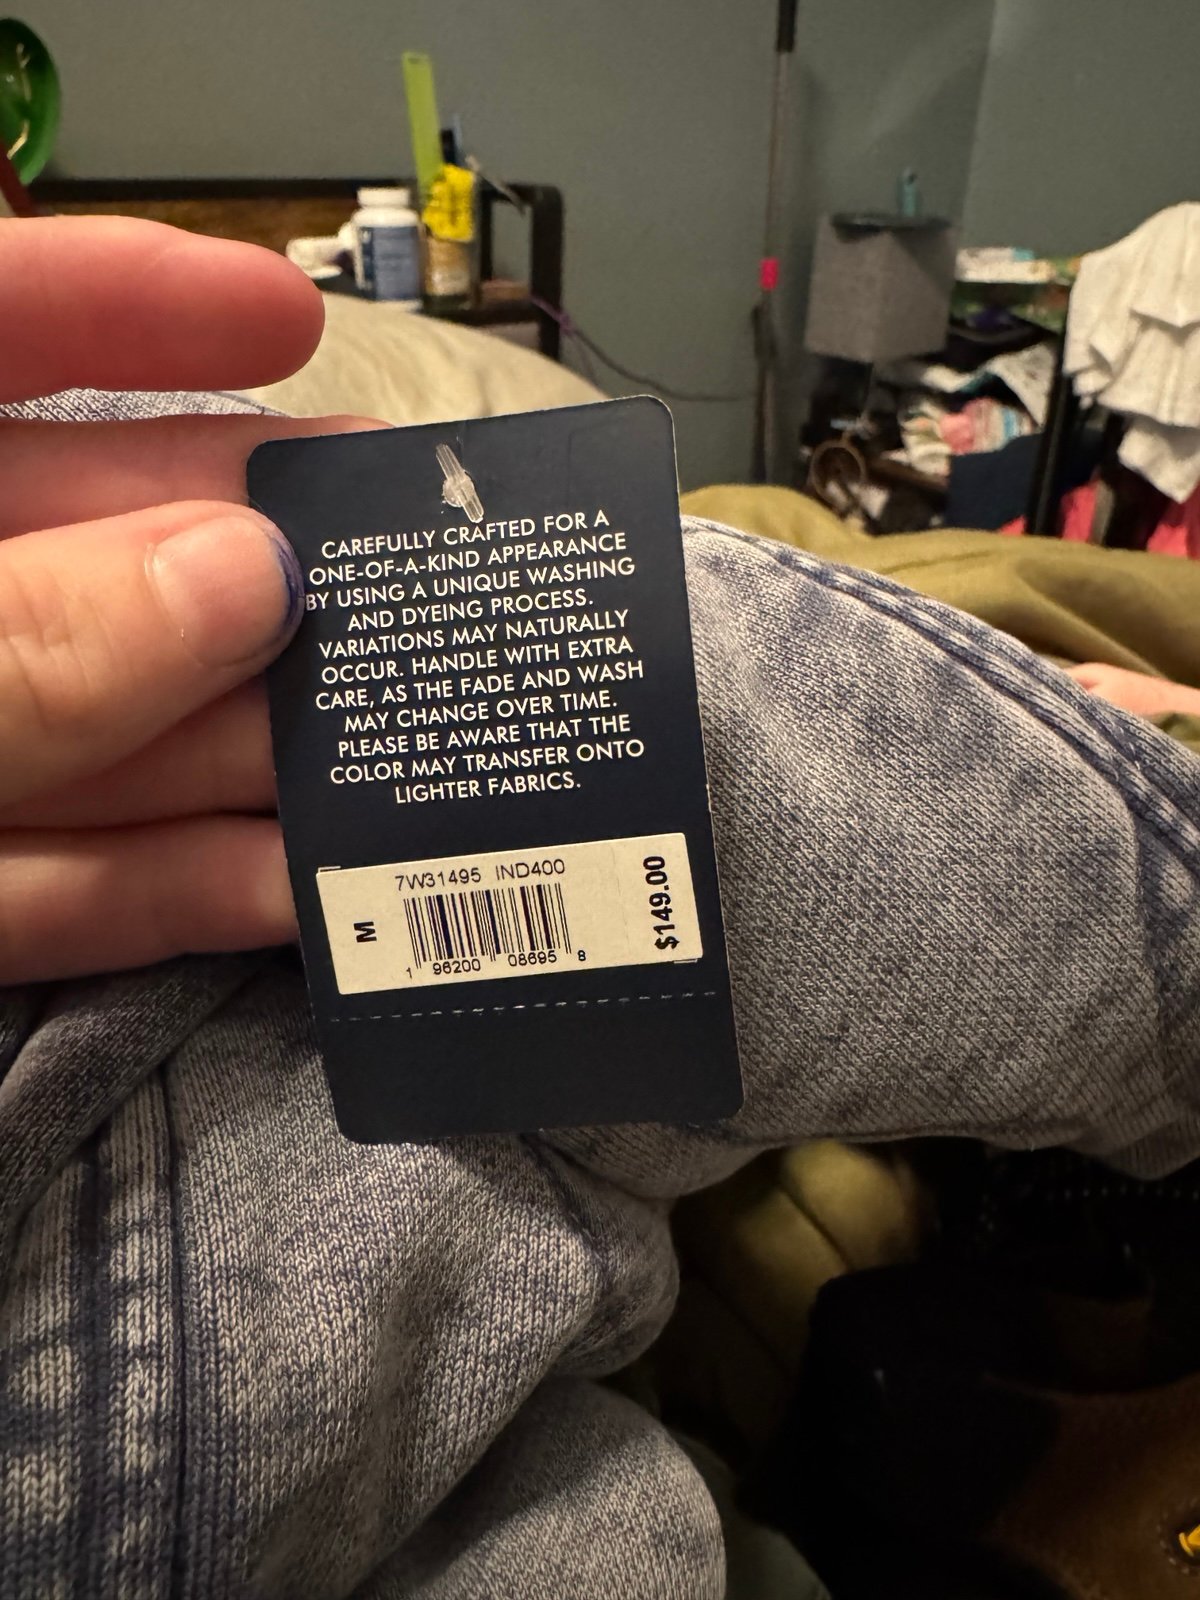 CAREFULLY CRAFTED FOR A
ONE-OF-A-KIND APPEARANCE
BY USING A UNIQUE WASHING
AND DYEING PROCESS.
VARIATIONS MAY NATURALLY
OCCUR. HANDLE WITH EXTRA
CARE, AS THE FADE AND WASH
MAY CHANGE OVER TIME.
PLEASE BE AWARE THAT THE
COLOR MAY TRANSFER ONTO
LIGHTER FABRICS.
7W31495 IND400
M
$149.00
1 96200 08695 8